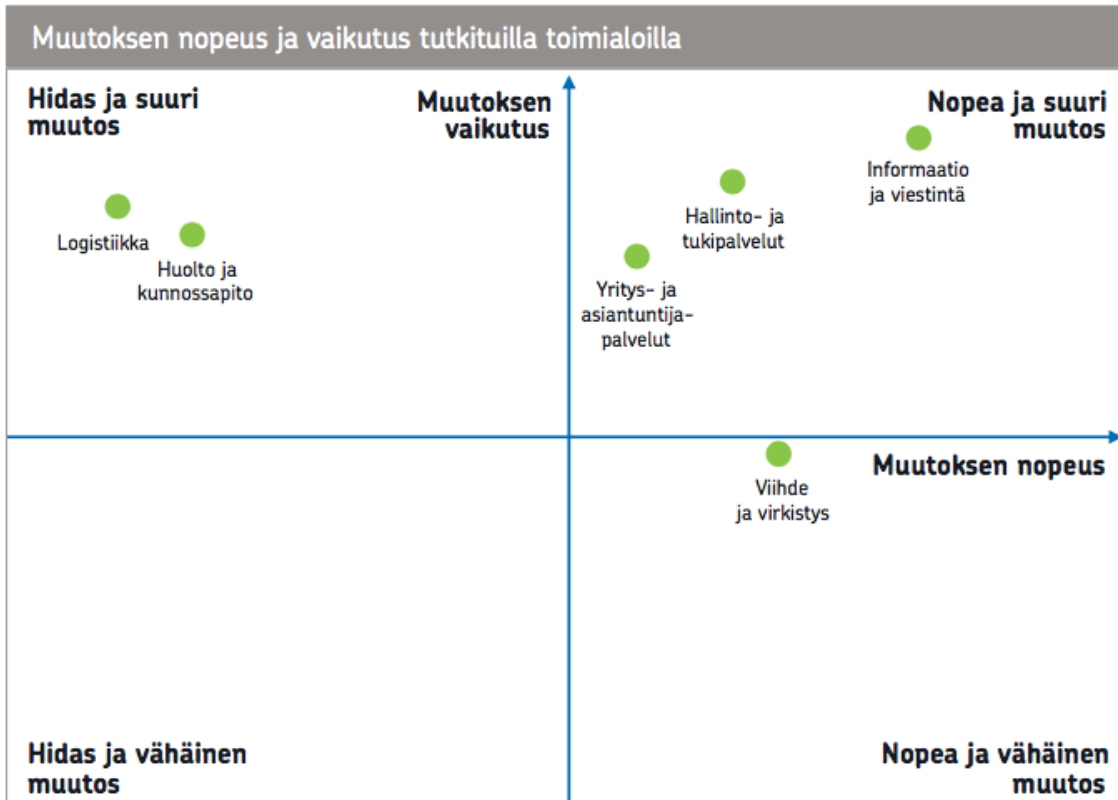 Muutoksen nopeus ja vaikutus tutkituilla toimialoilla
Hidas ja suuri
muutos
Muutoksen
vaikutus
Nopea ja suuri
muutos
Informaatio
ja viestintä
Hallinto- ja
tukipalvelut
Logistiikka
Huolto ja
kunnossapito
Yritys- ja
asiantuntija-
palvelut
Muutoksen nopeus
Viihde
ja virkistys
Hidas ja vähäinen
muutos
Nopea ja vähäinen
muutos